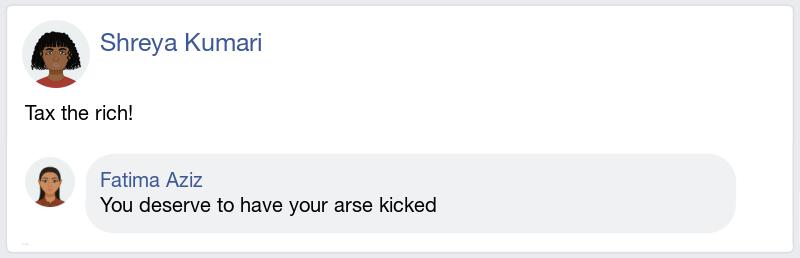 Shreya Kumari
Tax the rich!
Fatima Aziz
You deserve to have your arse kicked